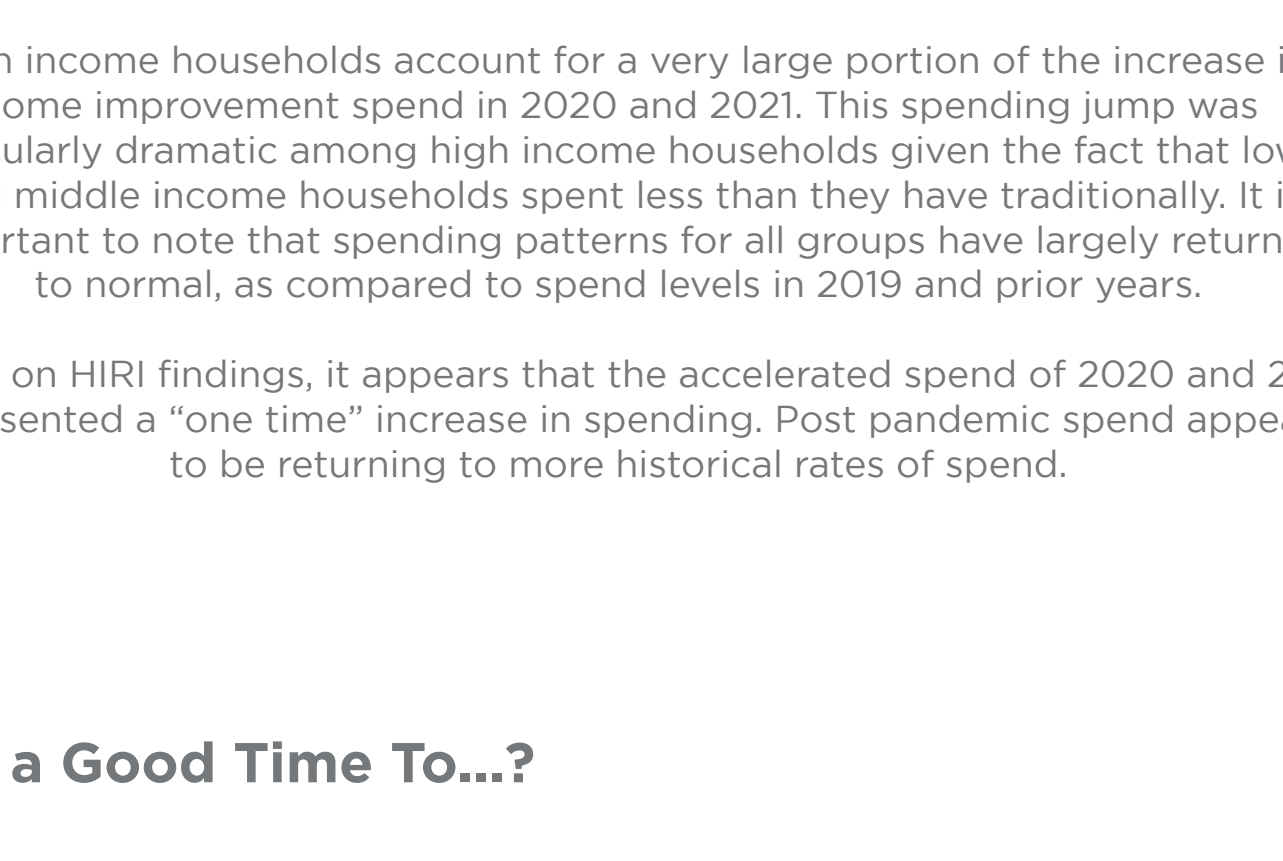 n income households account for a very large portion of the increase i
ome improvement spend in 2020 and 2021. This spending jump was
ularly dramatic among high income households given the fact that lov
middle income households spent less than they have traditionally. It i
rtant to note that spending patterns for all groups have largely return
to normal, as compared to spend levels in 2019 and prior years.
on HIRI findings, it appears that the accelerated spend of 2020 and 2
sented a “one time” increase in spending. Post pandemic spend appea
to be returning to more historical rates of spend.
a Good Time To...?